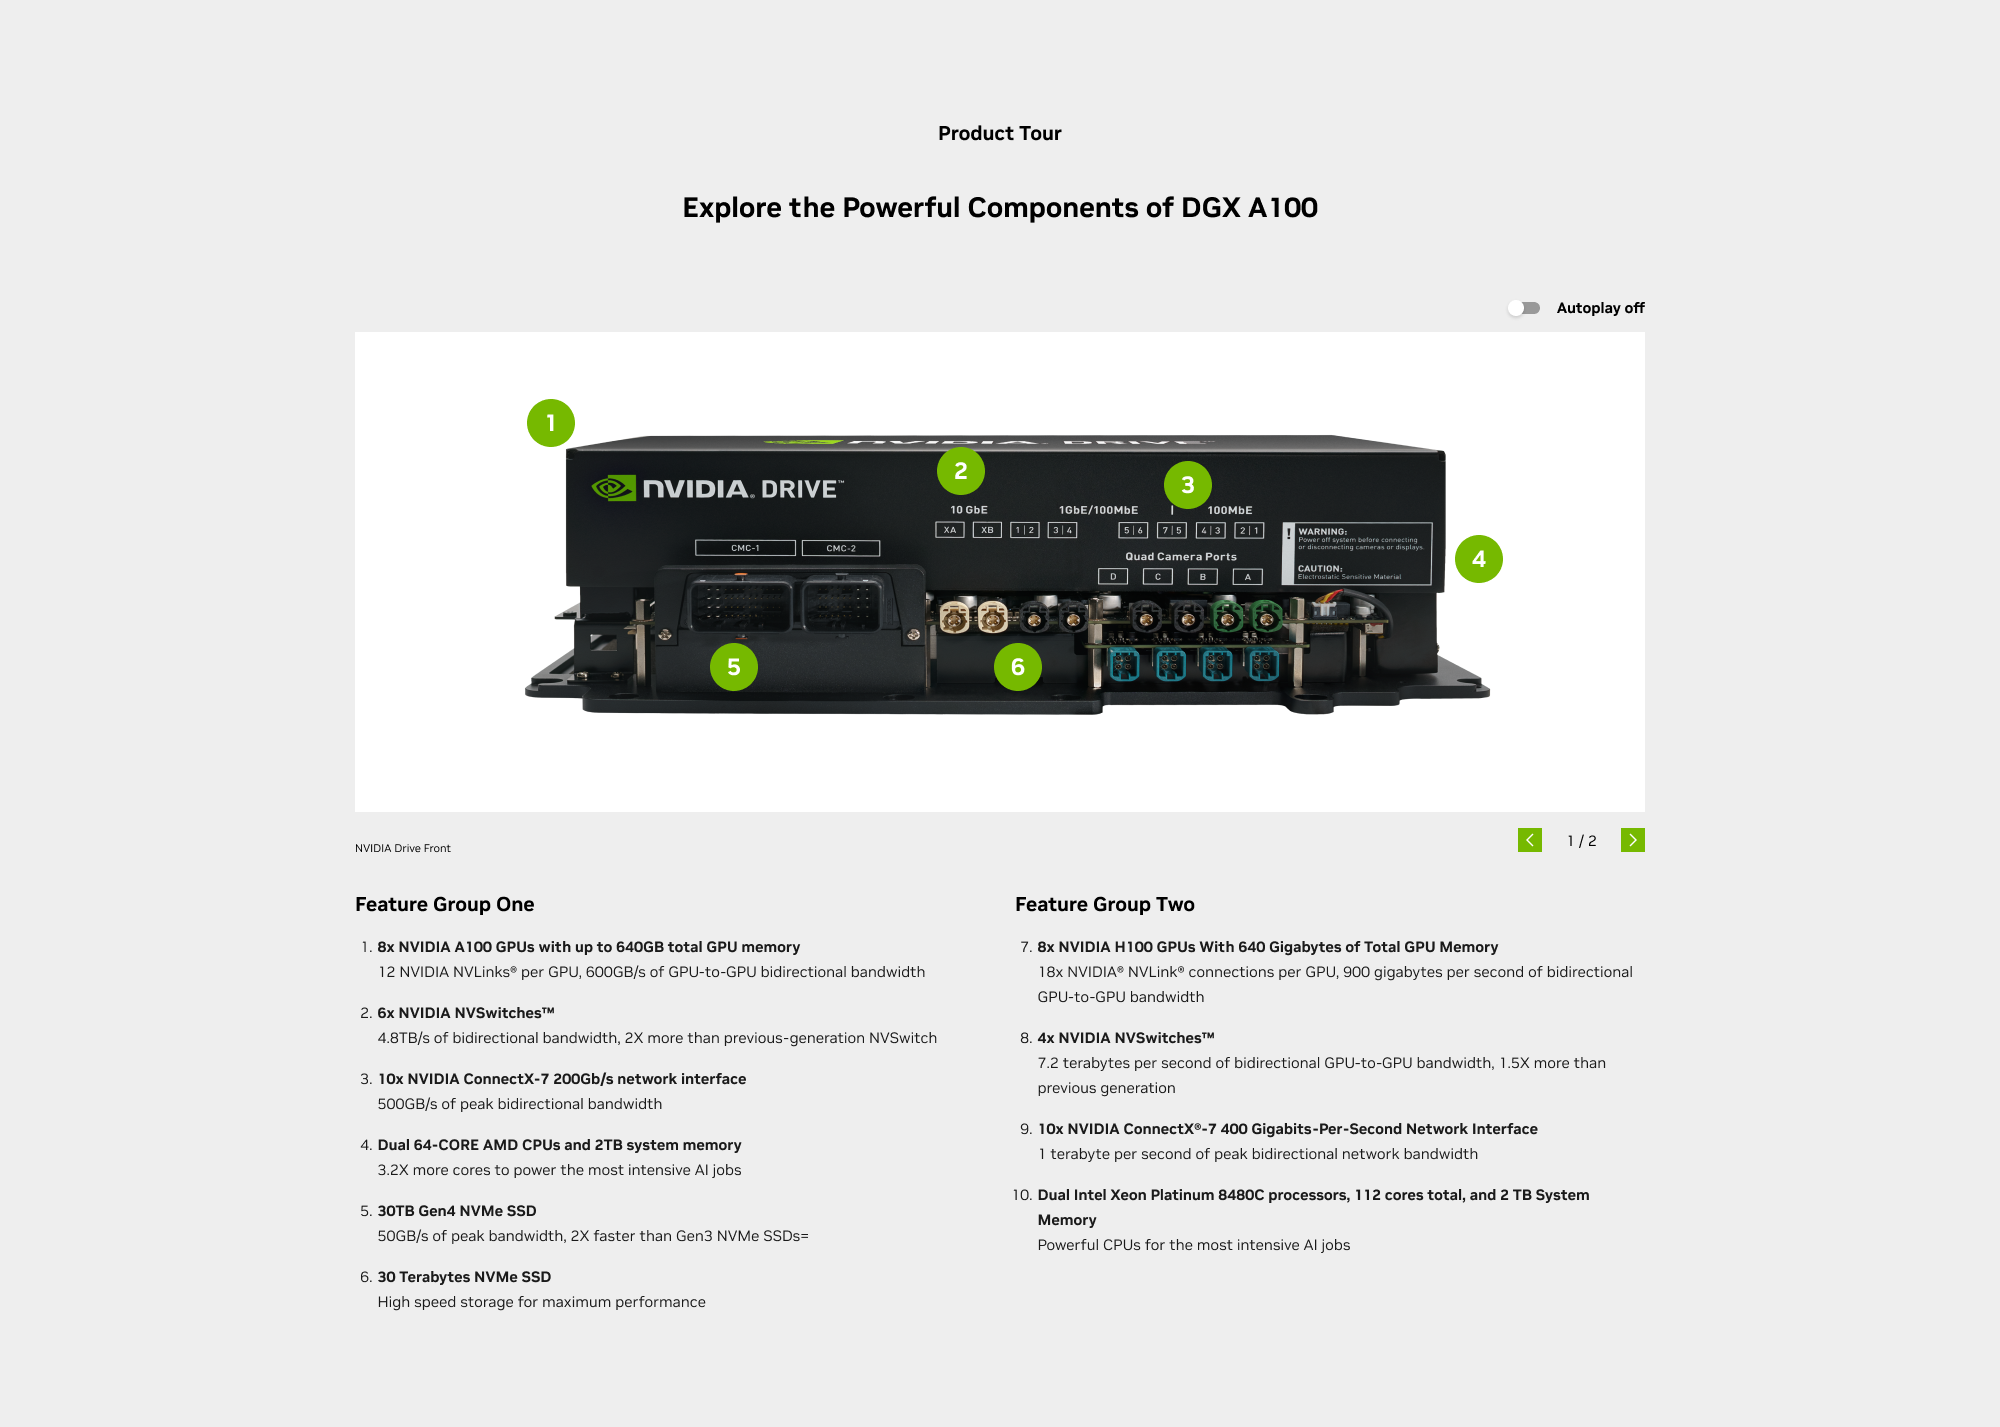 Product Tour
Explore the Powerful Components of DGX A100
Autoplay off
NVIDIA. DRIVE™
1
2
3
NVIDIA. DRIVE™
10 GbE
1GbE/100MbE | 100MbE
XA XB 1|2 3|4 5|6 7|5 4|3 2|1
CMC-1 CMC-2
Quad Camera Ports
D C B A
! WARNING:
Power off system before connecting
or disconnecting cameras or displays.
CAUTION:
Electrostatic Sensitive Material
4
5
6
NVIDIA Drive Front
1 / 2
Feature Group One
1. 8x NVIDIA A100 GPUs with up to 640GB total GPU memory
12 NVIDIA NVLinks® per GPU, 600GB/s of GPU-to-GPU bidirectional bandwidth
2. 6x NVIDIA NVSwitches™
4.8TB/s of bidirectional bandwidth, 2X more than previous-generation NVSwitch
3. 10x NVIDIA ConnectX-7 200Gb/s network interface
500GB/s of peak bidirectional bandwidth
4. Dual 64-CORE AMD CPUs and 2TB system memory
3.2X more cores to power the most intensive AI jobs
5. 30TB Gen4 NVMe SSD
50GB/s of peak bandwidth, 2X faster than Gen3 NVMe SSDs=
6. 30 Terabytes NVMe SSD
High speed storage for maximum performance
Feature Group Two
7. 8x NVIDIA H100 GPUs With 640 Gigabytes of Total GPU Memory
18x NVIDIA® NVLink® connections per GPU, 900 gigabytes per second of bidirectional
GPU-to-GPU bandwidth
8. 4x NVIDIA NVSwitches™
7.2 terabytes per second of bidirectional GPU-to-GPU bandwidth, 1.5X more than
previous generation
9. 10x NVIDIA ConnectX®-7 400 Gigabits-Per-Second Network Interface
1 terabyte per second of peak bidirectional network bandwidth
10. Dual Intel Xeon Platinum 8480C processors, 112 cores total, and 2 TB System
Memory
Powerful CPUs for the most intensive AI jobs